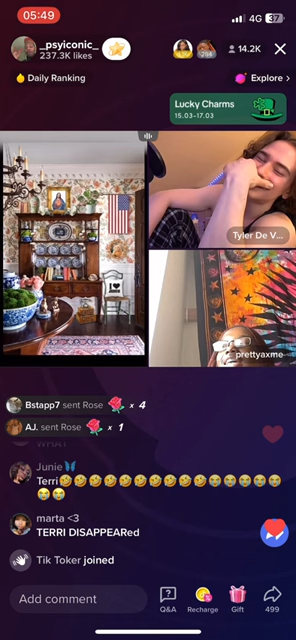 05:49
4G 37
_psyiconic_
237.3K likes
14.2K
Daily Ranking
Explore >
Lucky Charms
15.03-17.03
Tyler De V...
prettyaxme
Bstapp7 sent Rose x 4
A.J. sent Rose x 1
WHAT
Junie🦋
Terri🤣🤣🤣🤣🤣🤣🤣🤣🤣🤣🤣😭😭😭😭😭
😭😭
marta <3
TERRI DISAPPEARed
Tik Toker joined
Add comment
Q&A
Recharge
Gift
499